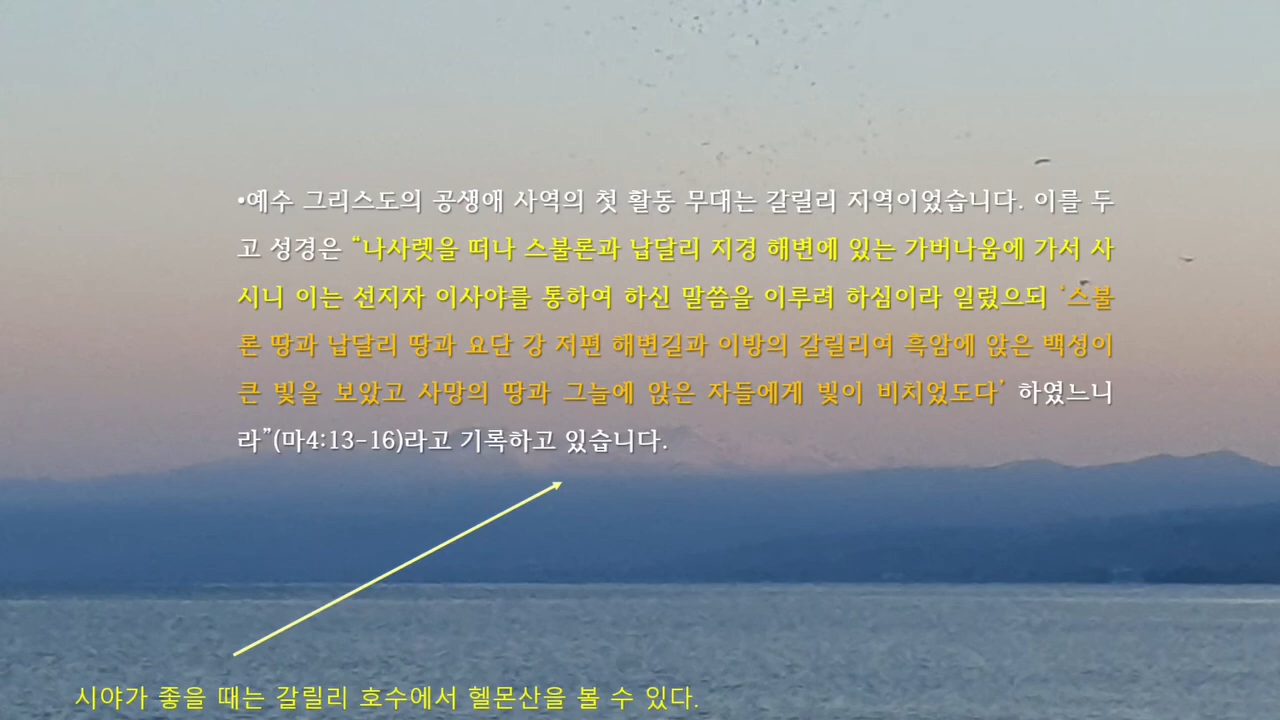 •예수 그리스도의 공생애 사역의 첫 활동 무대는 갈릴리 지역이었습니다. 이를 두
고 성경은 “나사렛을 떠나 스불론과 납달리 지경 해변에 있는 가버나움에 가서 사
시니 이는 선지자 이사야를 통하여 하신 말씀을 이루려 하심이라 일렀으되 ‘스불
론 땅과 납달리 땅과 요단 강 저편 해변길과 이방의 갈릴리여 흑암에 앉은 백성이
큰 빛을 보았고 사망의 땅과 그늘에 앉은 자들에게 빛이 비치었도다’ 하였느니
라”(마4:13-16)라고 기록하고 있습니다.
시야가 좋을 때는 갈릴리 호수에서 헬몬산을 볼 수 있다.